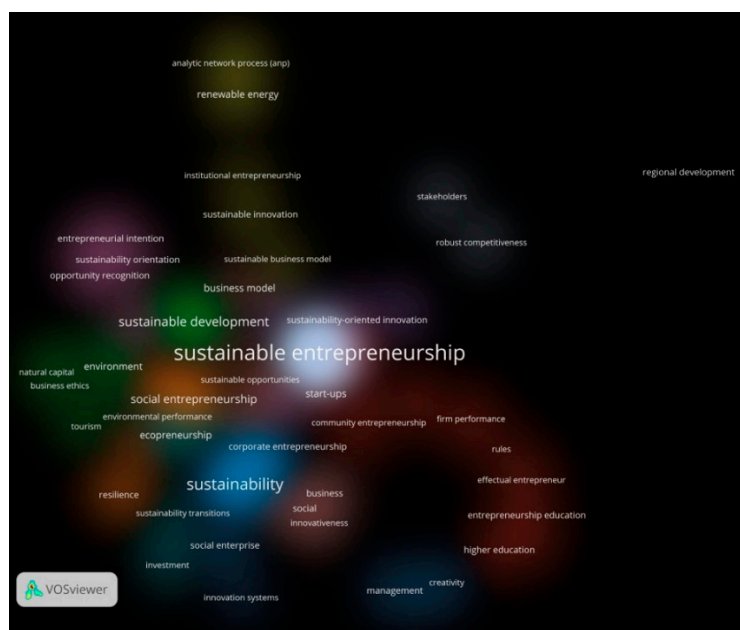 analytic network process (anp)
renewable energy
regional development
institutional entrepreneurship
stakeholders
sustainable innovation
entrepreneurial intention
robust competitiveness
sustainability orientation
sustainable business model
opportunity recognition
business model
sustainable development
sustainability-oriented innovation
sustainable entrepreneurship
environment
natural capital
sustainable opportunities
business ethics
start-ups
social entrepreneurship
environmental performance
firm performance
community entrepreneurship
tourism
ecopreneurship
corporate entrepreneurship
rules
effectual entrepreneur
sustainability
business
resilience
social
sustainability transitions
entrepreneurship education
innovativeness
social enterprise
higher education
investment
creativity
management
VOSviewer
innovation systems